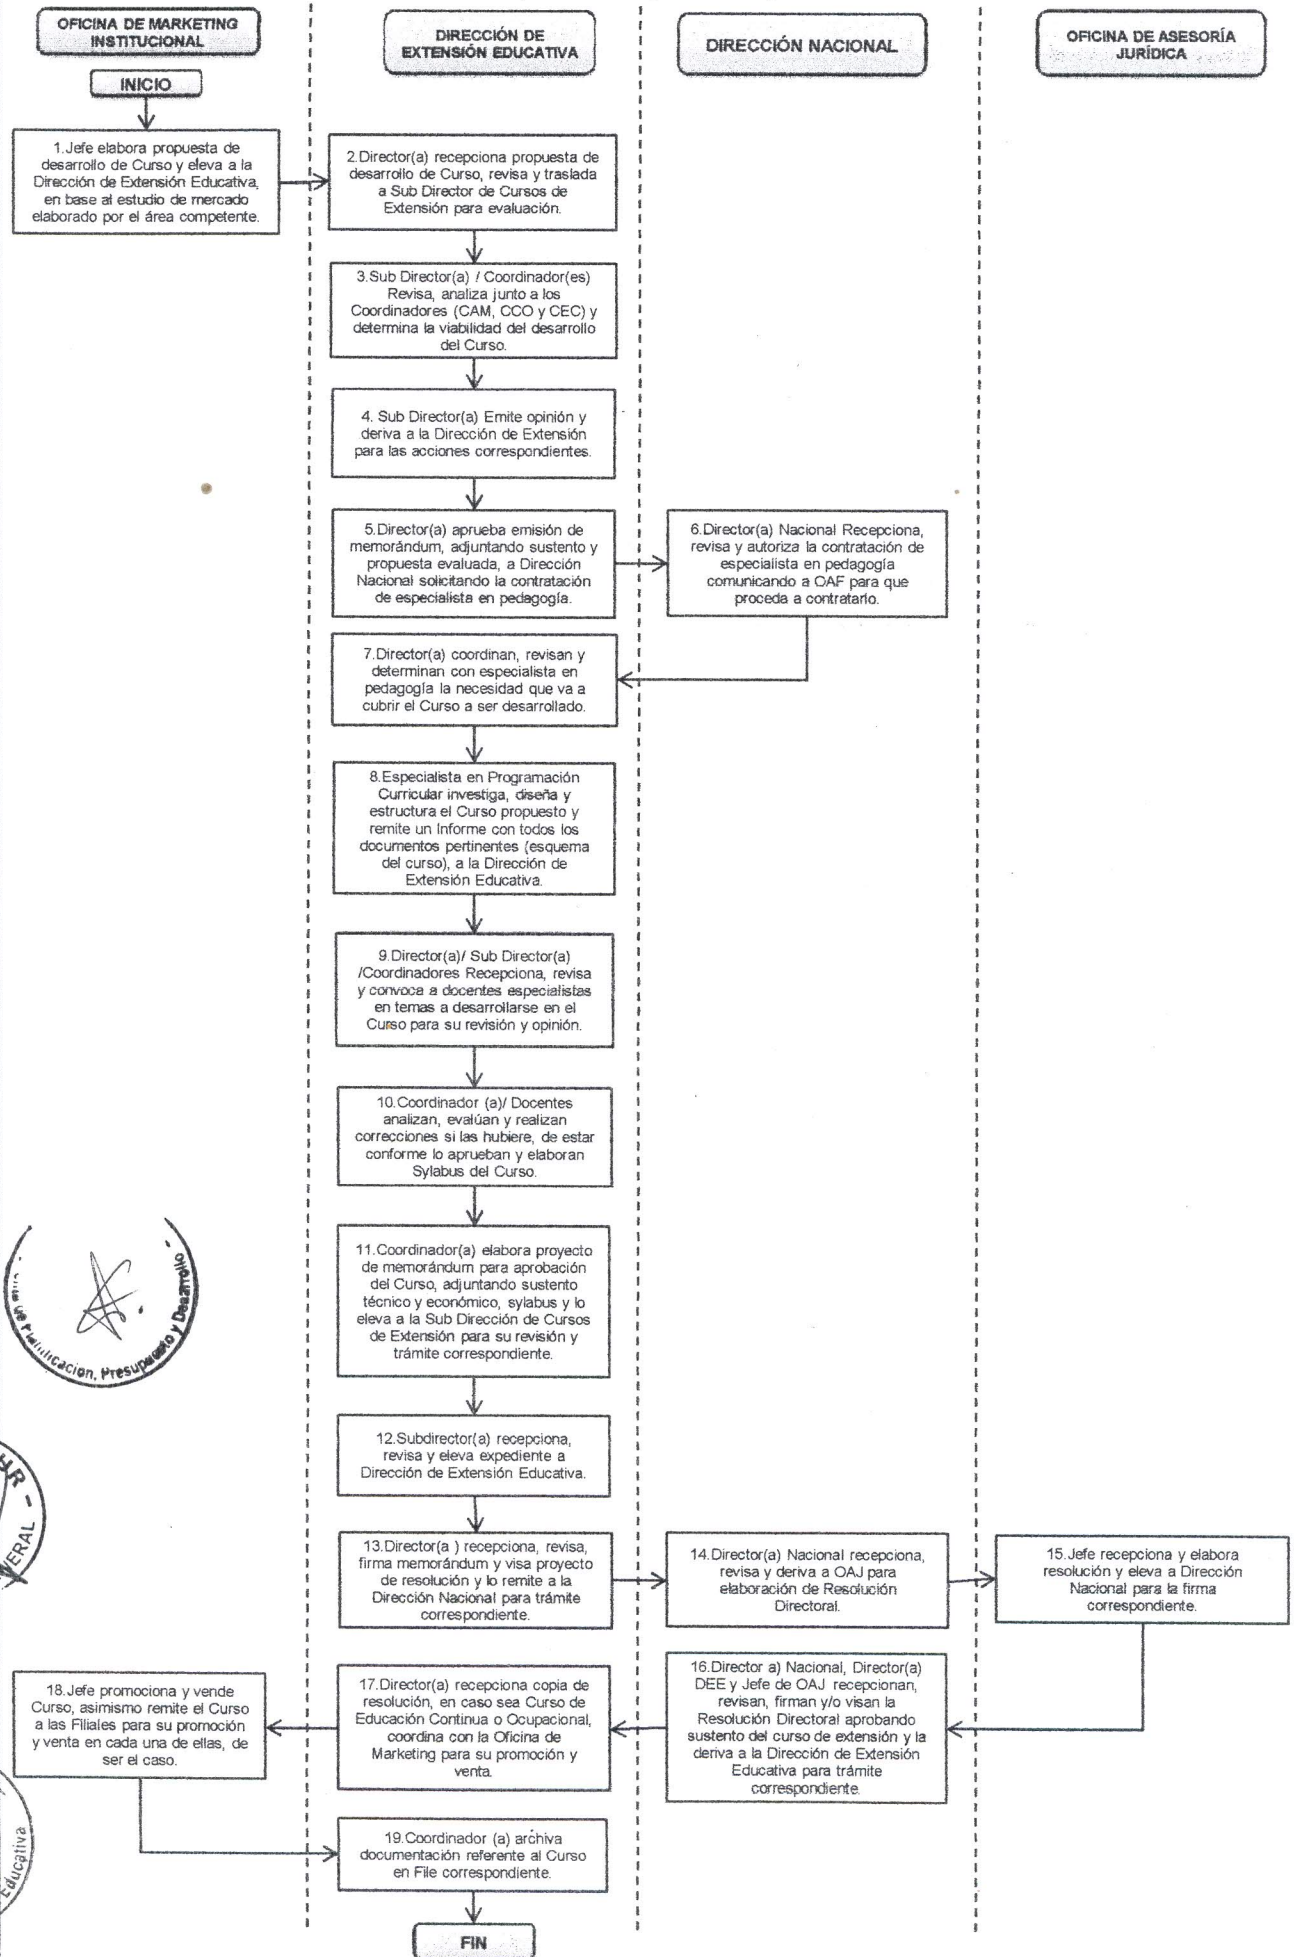 OFICINA DE MARKETING
INSTITUCIONAL
DIRECCIÓN DE
EXTENSIÓN EDUCATIVA
DIRECCIÓN NACIONAL
OFICINA DE ASESORÍA
JURÍDICA
INICIO
1.Jefe elabora propuesta de
desarrollo de Curso y eleva a la
Dirección de Extensión Educativa,
en base al estudio de mercado
elaborado por el área competente.
2.Director(a) recepciona propuesta de
desarrollo de Curso, revisa y traslada
a Sub Director de Cursos de
Extensión para evaluación.
3.Sub Director(a) / Coordinador(es)
Revisa, analiza junto a los
Coordinadores (CAM, CCO y CEC) y
determina la viabilidad del desarrollo
del Curso.
4. Sub Director(a) Emite opinión y
deriva a la Dirección de Extensión
para las acciones correspondientes.
5.Director(a) aprueba emisión de
memorándum, adjuntando sustento y
propuesta evaluada, a Dirección
Nacional solicitando la contratación
de especialista en pedagogía.
6.Director(a) Nacional Recepciona,
revisa y autoriza la contratación de
especialista en pedagogía
comunicando a OAF para que
proceda a contratarlo.
7.Director(a) coordinan, revisan y
determinan con especialista en
pedagogía la necesidad que va a
cubrir el Curso a ser desarrollado.
8.Especialista en Programación
Curricular investiga, diseña y
estructura el Curso propuesto y
remite un Informe con todos los
documentos pertinentes (esquema
del curso), a la Dirección de
Extensión Educativa.
9.Director(a)/ Sub Director(a)
/Coordinadores Recepciona, revisa
y convoca a docentes especialistas
en temas a desarrollarse en el
Curso para su revisión y opinión.
10.Coordinador (a)/ Docentes
analizan, evalúan y realizan
correcciones si las hubiere, de estar
conforme lo aprueban y elaboran
Sylabus del Curso.
11.Coordinador(a) elabora proyecto
de memorándum para aprobación
del Curso, adjuntando sustento
técnico y económico, sylabus y lo
eleva a la Sub Dirección de Cursos
de Extensión para su revisión y
trámite correspondiente.
Presupuesto y Desarrollo
12.Subdirector(a) recepciona,
revisa y eleva expediente a
Dirección de Extensión Educativa.
13.Director(a ) recepciona, revisa,
firma memorándum y visa proyecto
de resolución y lo remite a la
Dirección Nacional para trámite
correspondiente.
14.Director(a) Nacional recepciona,
revisa y deriva a OAJ para
elaboración de Resolución
Directoral.
15.Jefe recepciona y elabora
resolución y eleva a Dirección
Nacional para la firma
correspondiente.
16.Director a) Nacional, Director(a)
DEE y Jefe de OAJ recepcionan,
revisan, firman y/o visan la
Resolución Directoral aprobando
sustento del curso de extensión y la
deriva a la Dirección de Extensión
Educativa para trámite
correspondiente.
17.Director(a) recepciona copia de
resolución, en caso sea Curso de
Educación Continua o Ocupacional,
coordina con la Oficina de
Marketing para su promoción y
venta.
18.Jefe promociona y vende
Curso, asimismo remite el Curso
a las Filiales para su promoción
y venta en cada una de ellas, de
ser el caso.
19.Coordinador (a) archiva
documentación referente al Curso
en File correspondiente.
Educativa
FIN